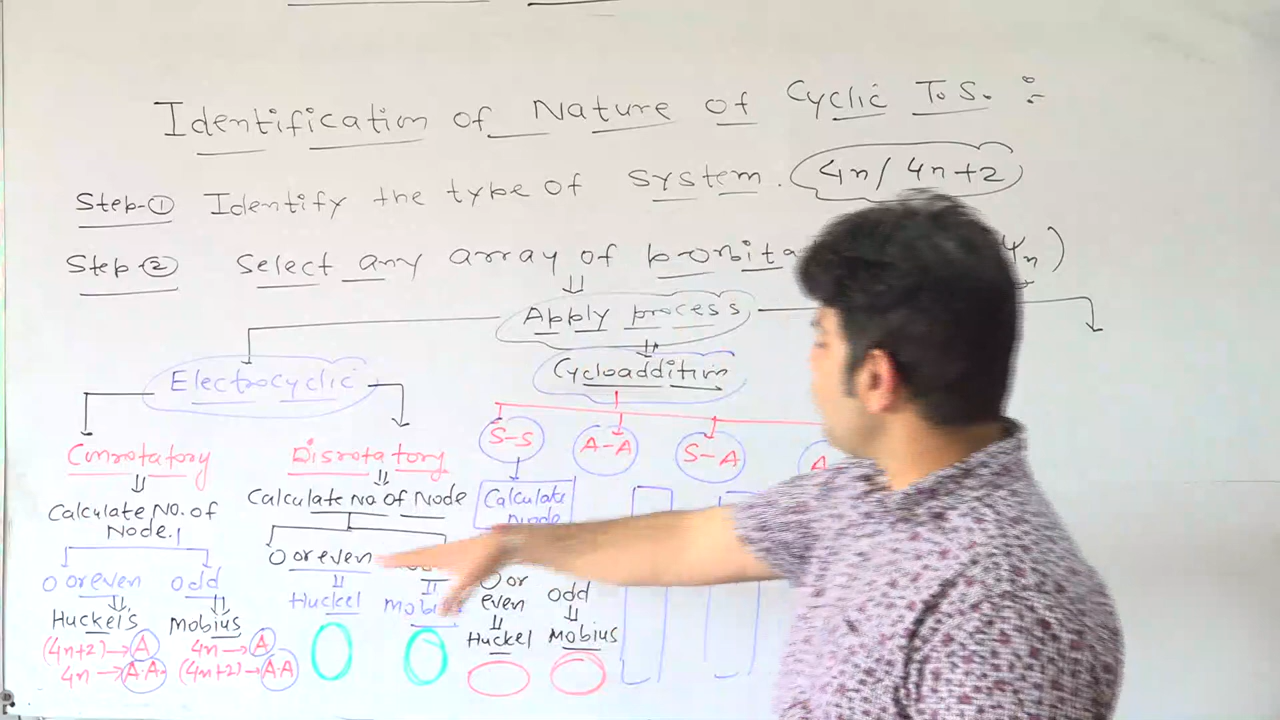 Identification of Nature of Cyclic T.S. :-
Step-① Identify the type of system. 4n/4n+2
Step-② Select any array of p orbita
Ψn)
⇓
Apply process
Electrocyclic
Cycloaddition
Conrotatory
Disrotatory
S-S
A-A
S-A
A
⇓
Calculate No. of
Node.
⇓
Calculate No. of Node
Calculate
node
0 or even
odd
0 or even
0 or
even
odd
⇓
Huckel's
⇓
Mobius
⇓
Huckel
⇓
Mobius
⇓
Huckel
⇓
Mobius
(4n+2)→A
4n→A.A.
4n→A
(4n+2)→A.A